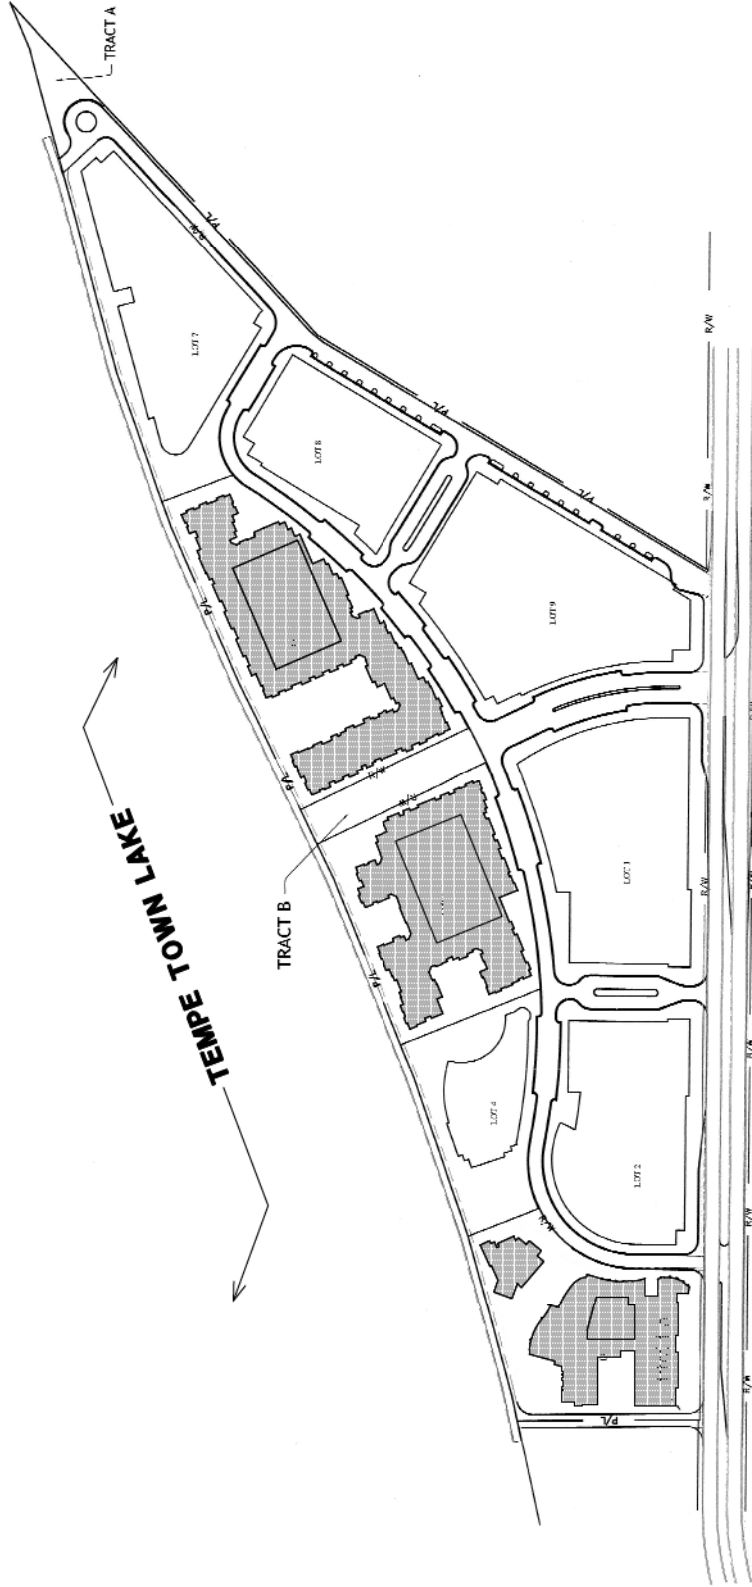 TRACT A
P/L
R/W
LOT 7
R/W
P/L
LOT 8
R/W
P/L
P/L
LOT 9
TEMPE TOWN LAKE
P/L
R/W
R/W
TRACT B
P/L
LOT 1
R/W
R/W
LOT 4
LOT 2
R/W
R/W
P/L
R/W